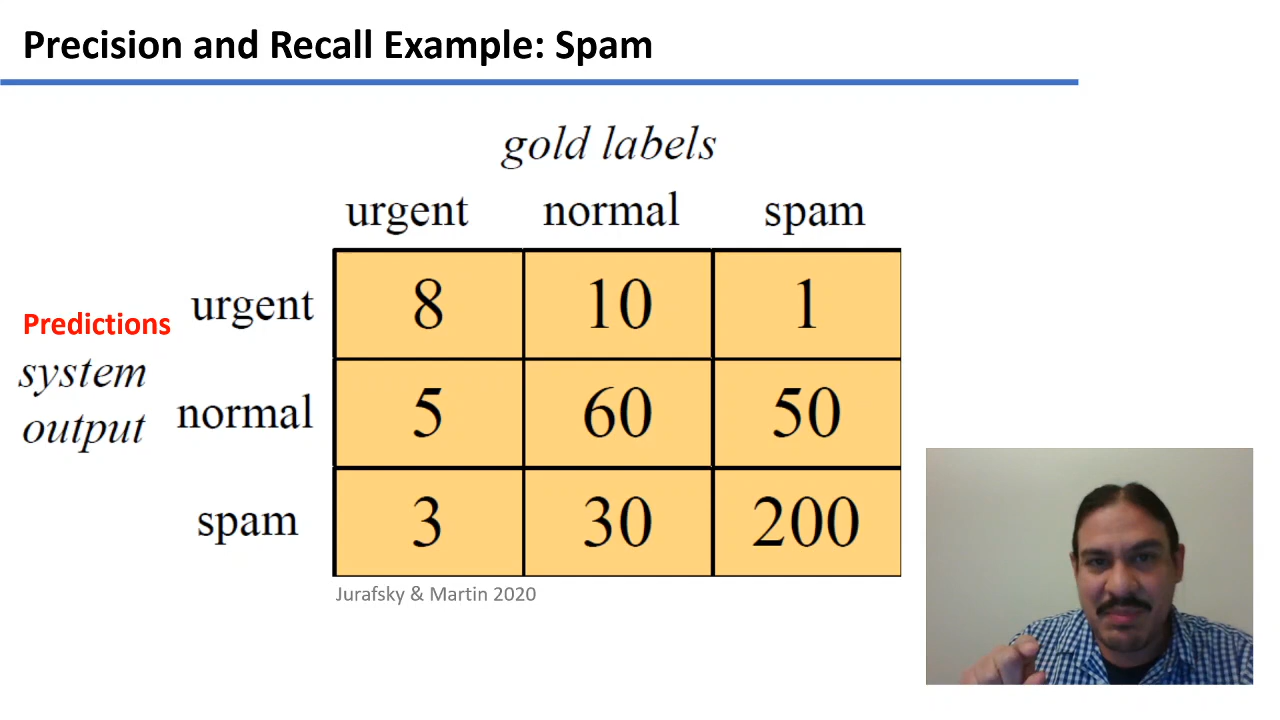 Precision and Recall Example: Spam
gold labels
urgent normal spam
urgent 8 10 1
Predictions
system
output
normal 5 60 50
spam 3 30 200
Jurafsky & Martin 2020